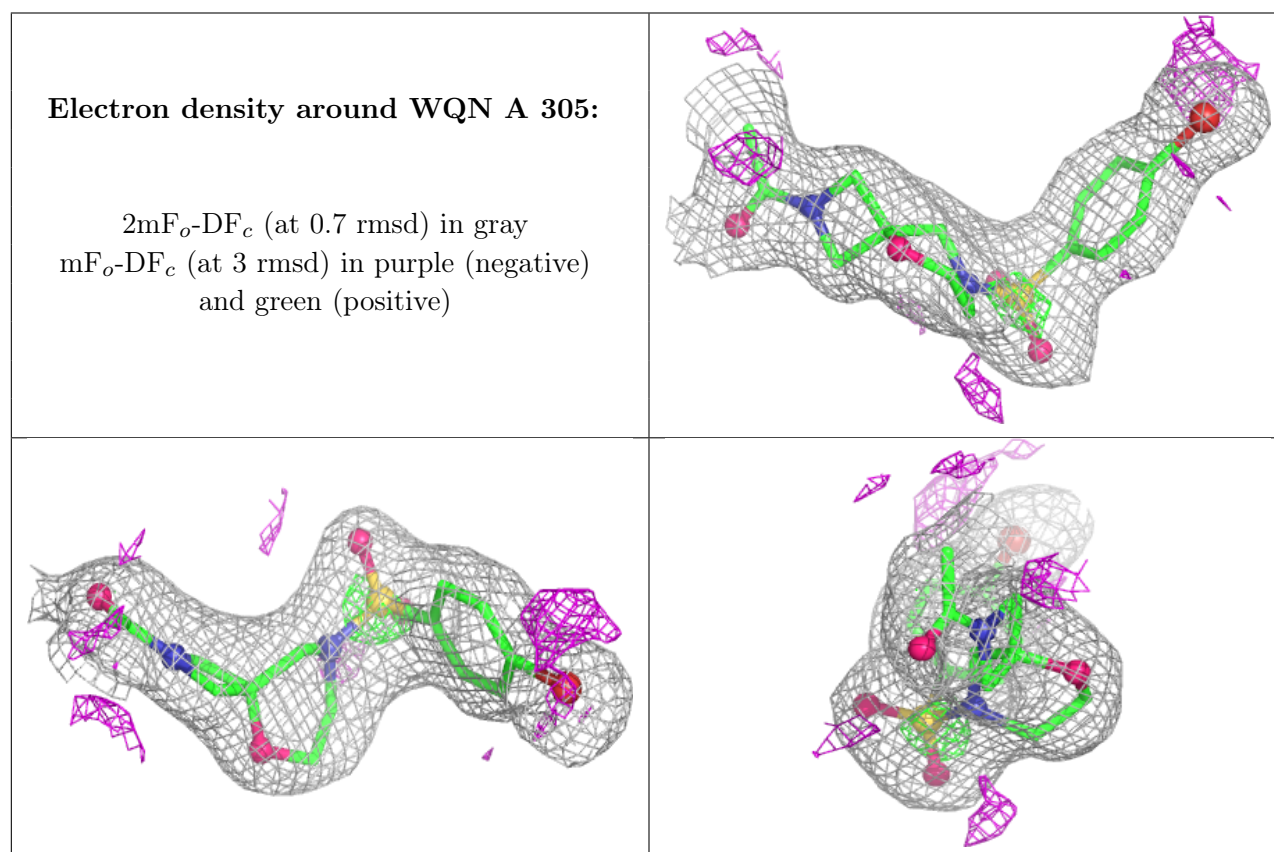 Electron density around WQN A 305:
2mFo-DFc (at 0.7 rmsd) in gray
mFo-DFc (at 3 rmsd) in purple (negative)
and green (positive)